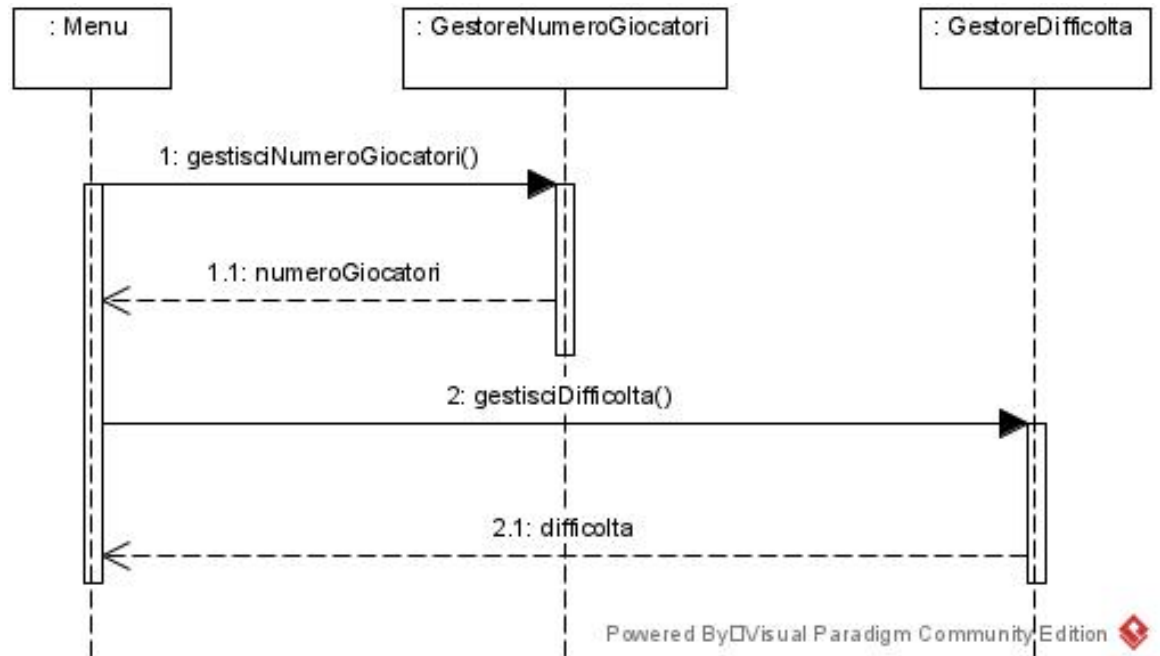 : Menu
: GestoreNumeroGiocatori
: GestoreDifficolta
1: gestisciNumeroGiocatori()
1.1: numeroGiocatori
2: gestisciDifficolta()
2.1: difficolta
Powered By□Visual Paradigm Community Edition